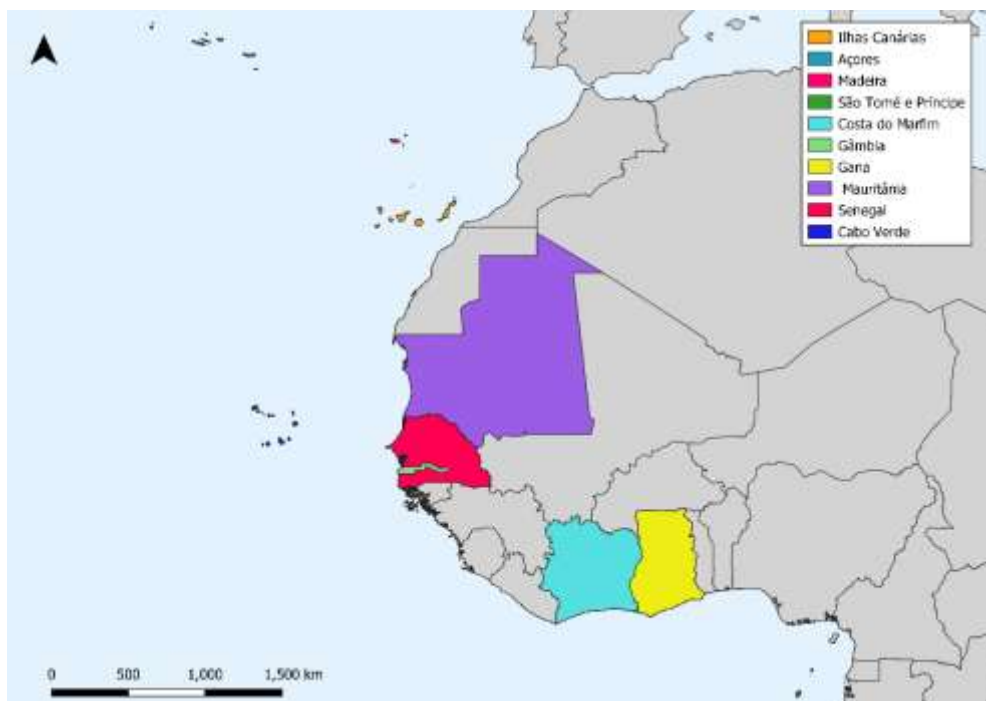 Ilhas Canárias
Açores
Madeira
São Tomé e Príncipe
Costa do Marfim
Gâmbia
Gana
Mauritânia
Senegal
Cabo Verde
0 500 1,000 1,500 km